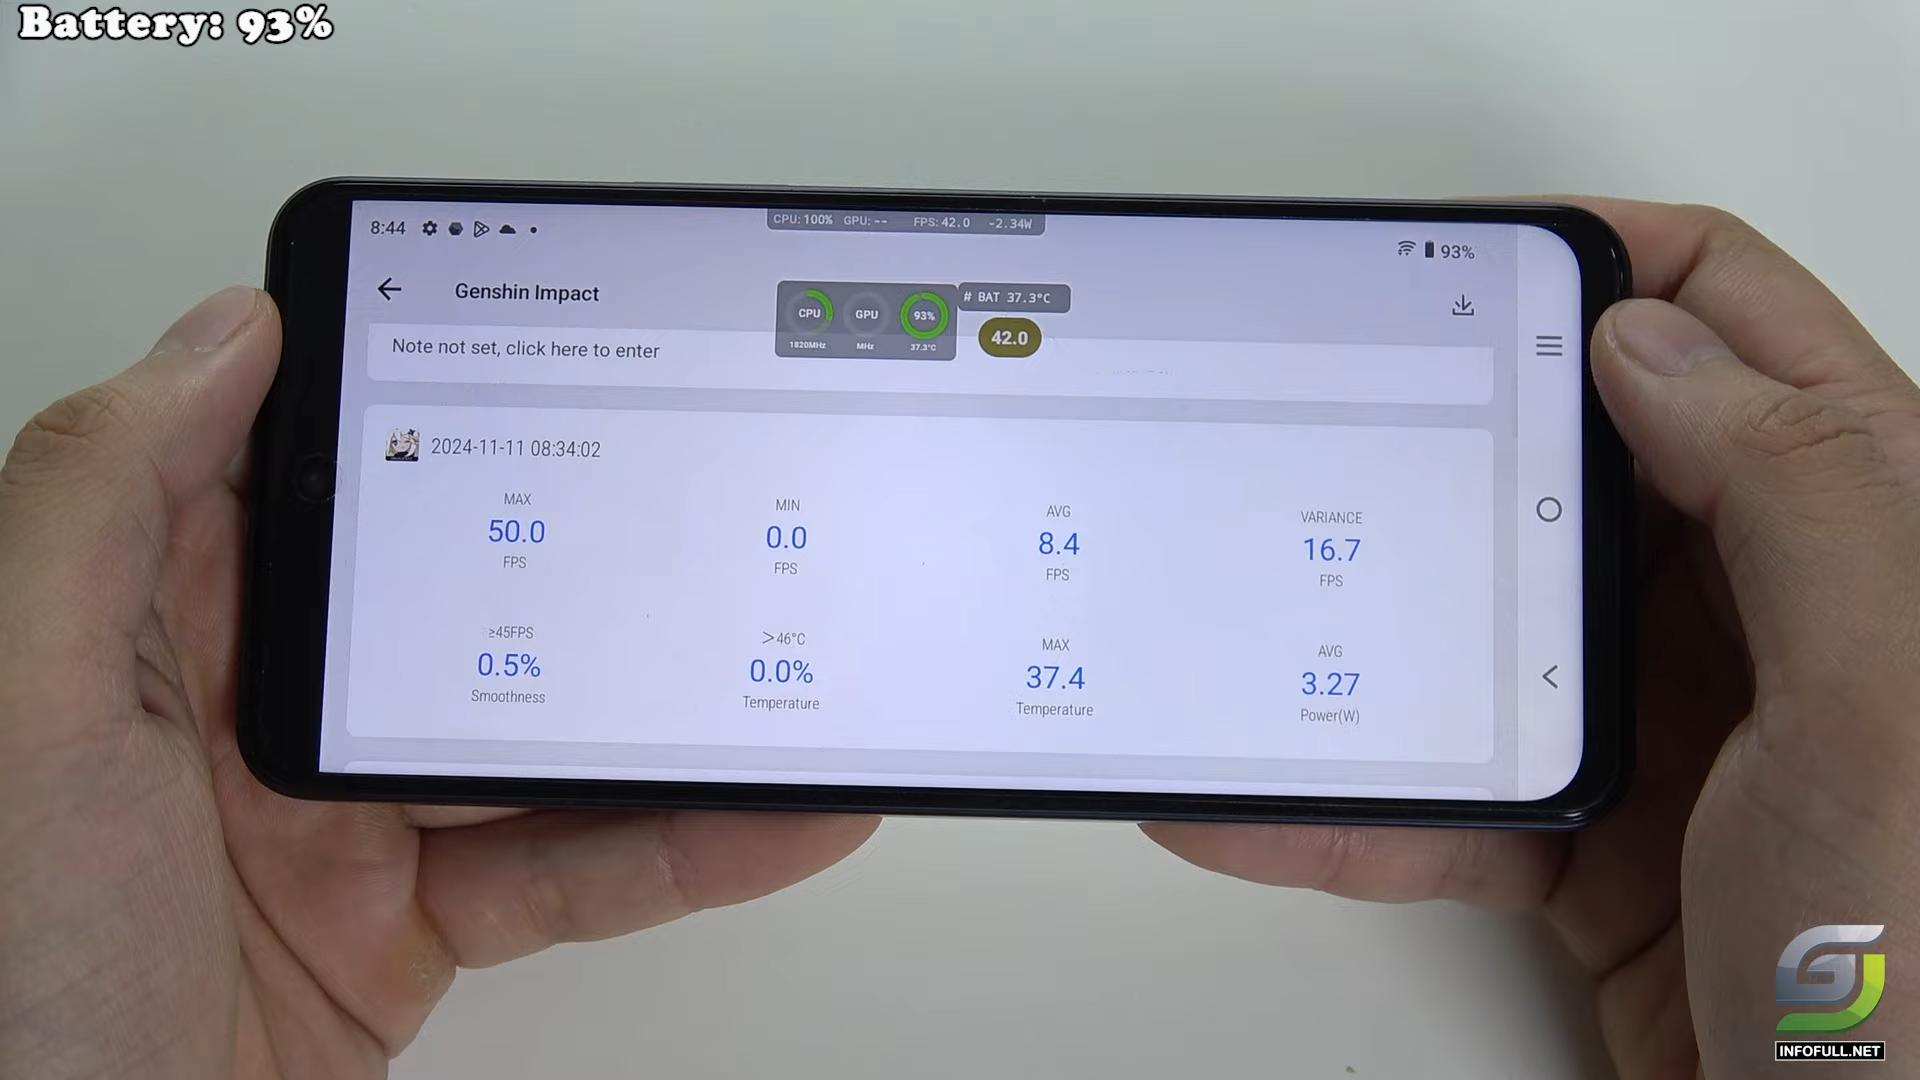 Battery: 93%
CPU: 100% GPU: -- FPS: 42.0 -2.34W
8:44
93%
Genshin Impact
CPU
GPU
93%
1820MHz
MHz
37.3°C
# BAT 37.3°C
42.0
Note not set, click here to enter
2024-11-11 08:34:02
MAX
50.0
FPS
MIN
0.0
FPS
AVG
8.4
FPS
VARIANCE
16.7
FPS
≥45FPS
0.5%
Smoothness
>46°C
0.0%
Temperature
MAX
37.4
Temperature
AVG
3.27
Power(W)
INFOFULL.NET